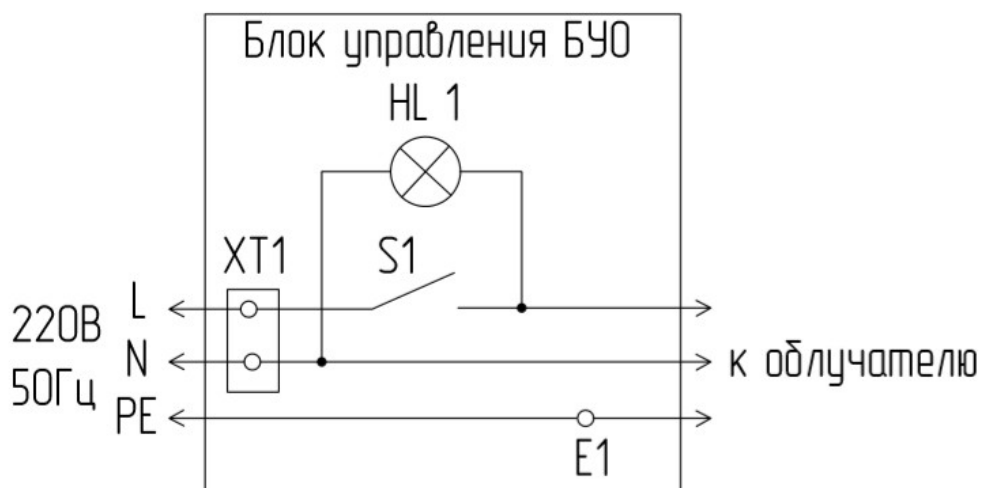 Блок управления БУО
HL 1
XT1
S1
L
220В
N
50Гц
PE
к облучателю
E1